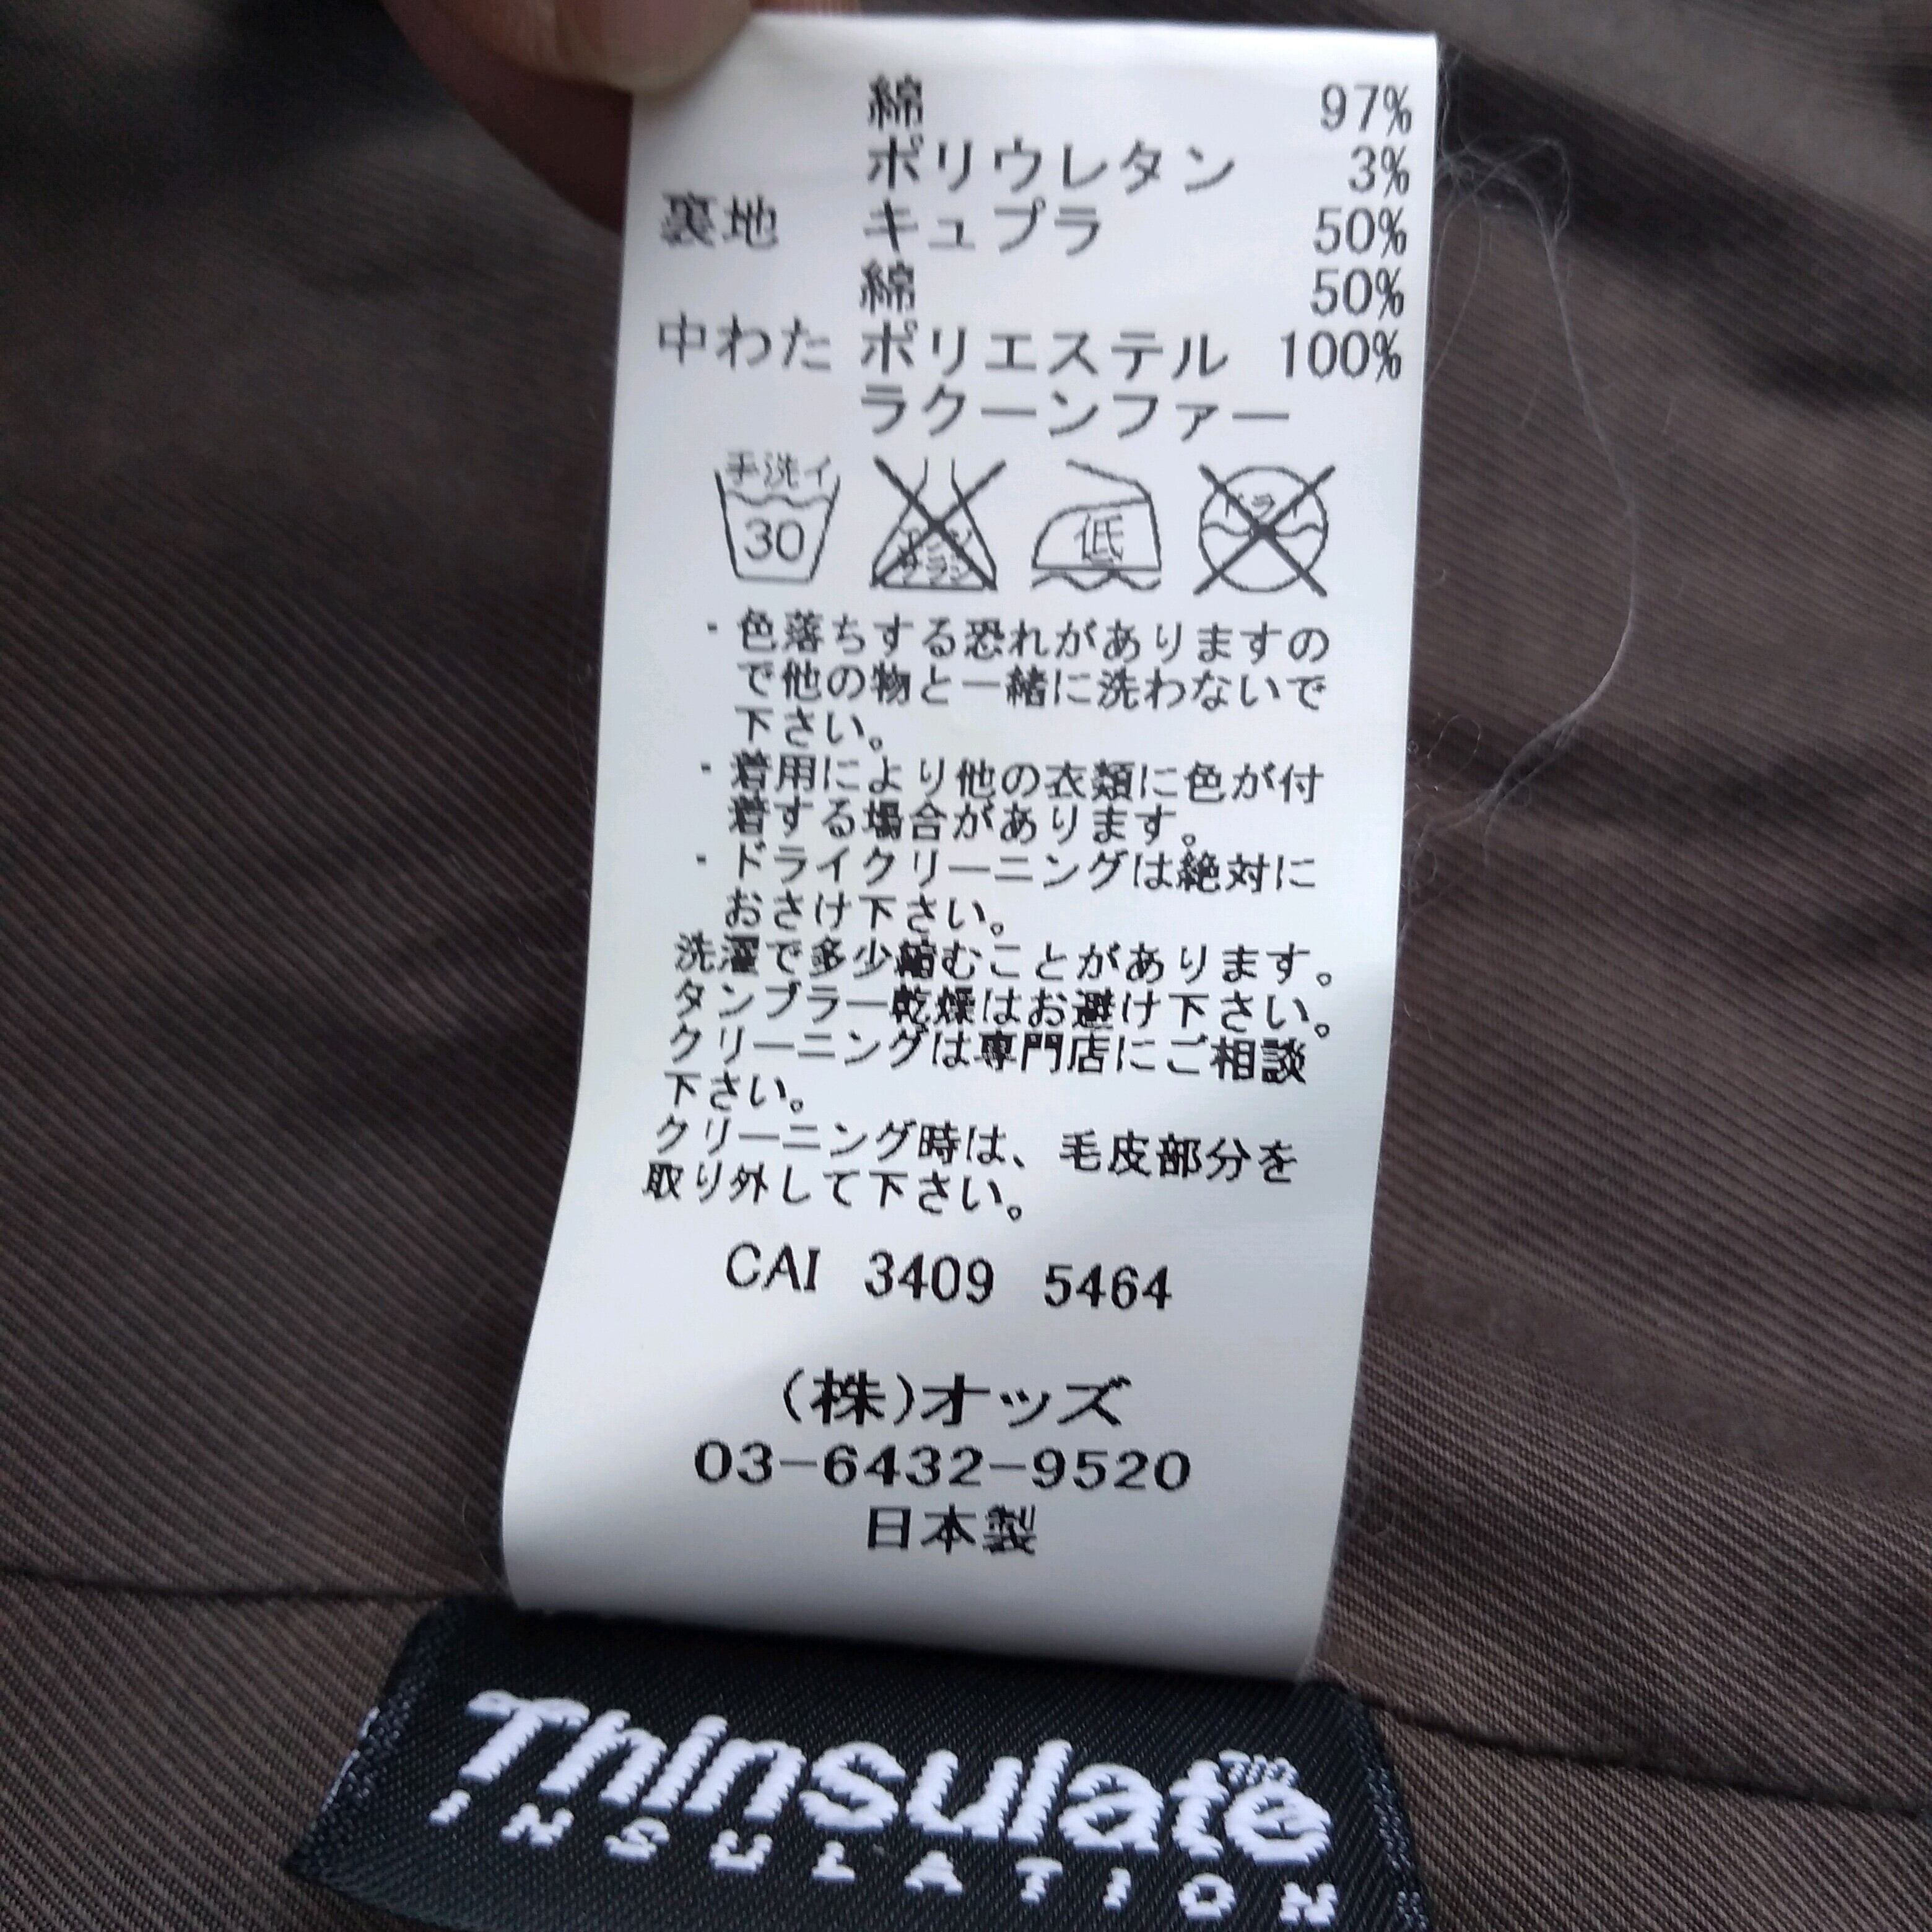 綿 97%
ポリウレタン 3%
裏地 キュプラ 50%
綿 50%
中わた ポリエステル 100%
ラクーンファー
手洗イ
30
エンソ
サラシ
低
ドライ
・色落ちする恐れがありますの
で他の物と一緒に洗わないで
下さい。
・着用により他の衣類に色が付
着する場合があります。
・ドライクリーニングは絶対に
おさけ下さい。
洗濯で多少縮むことがあります。
タンブラー乾燥はお避け下さい。
クリーニングは専門店にご相談
下さい。
クリーニング時は、毛皮部分を
取り外して下さい。
CAI 3409 5464
(株)オッズ
03-6432-9520
日本製
Thinsulate™
INSULATION